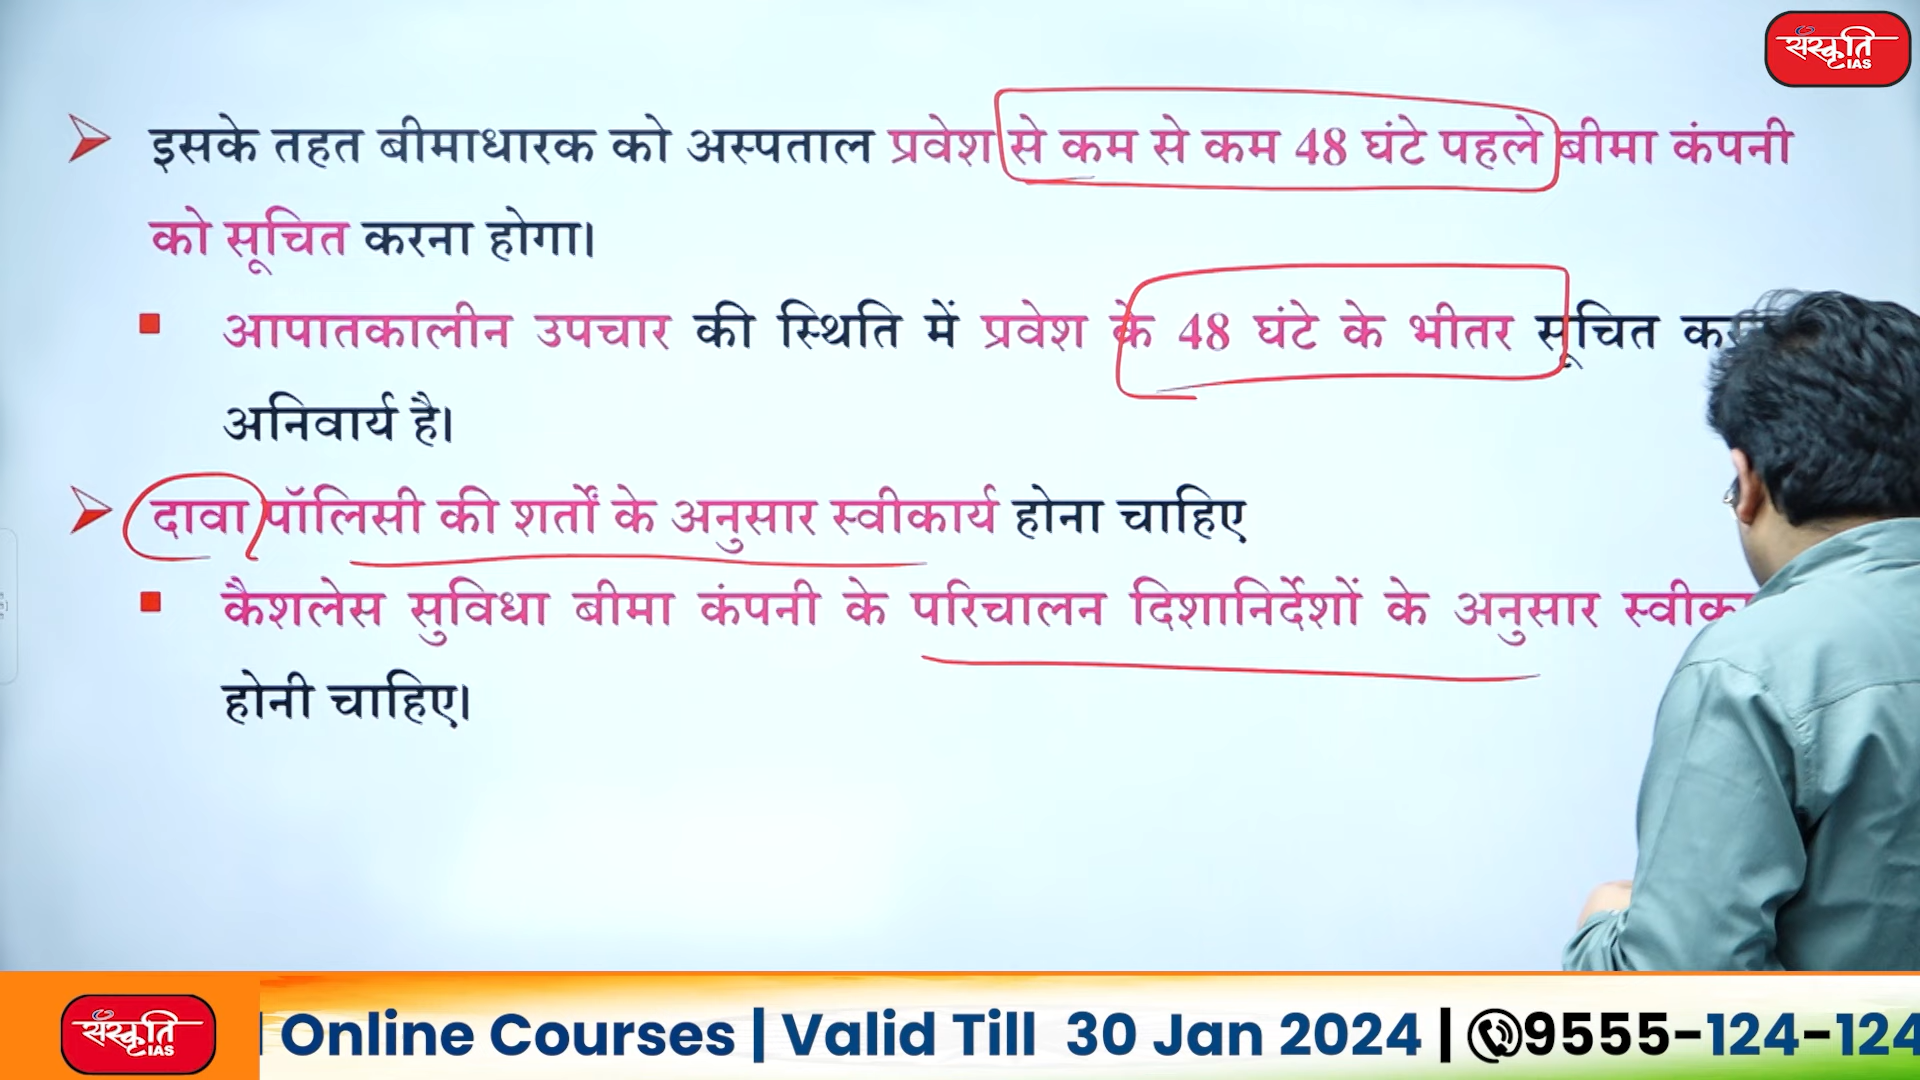 संस्कृति
IAS
इसके तहत बीमाधारक को अस्पताल प्रवेश से कम से कम 48 घंटे पहले बीमा कंपनी
को सूचित करना होगा।
आपातकालीन उपचार की स्थिति में प्रवेश के 48 घंटे के भीतर सूचित
अनिवार्य है।
दावा पॉलिसी की शर्तों के अनुसार स्वीकार्य होना चाहिए
कैशलेस सुविधा बीमा कंपनी के परिचालन दिशानिर्देशों के अनुसार
होनी चाहिए।
संस्कृति
IAS
| Online Courses | Valid Till 30 Jan 2024 | 9555-124-124